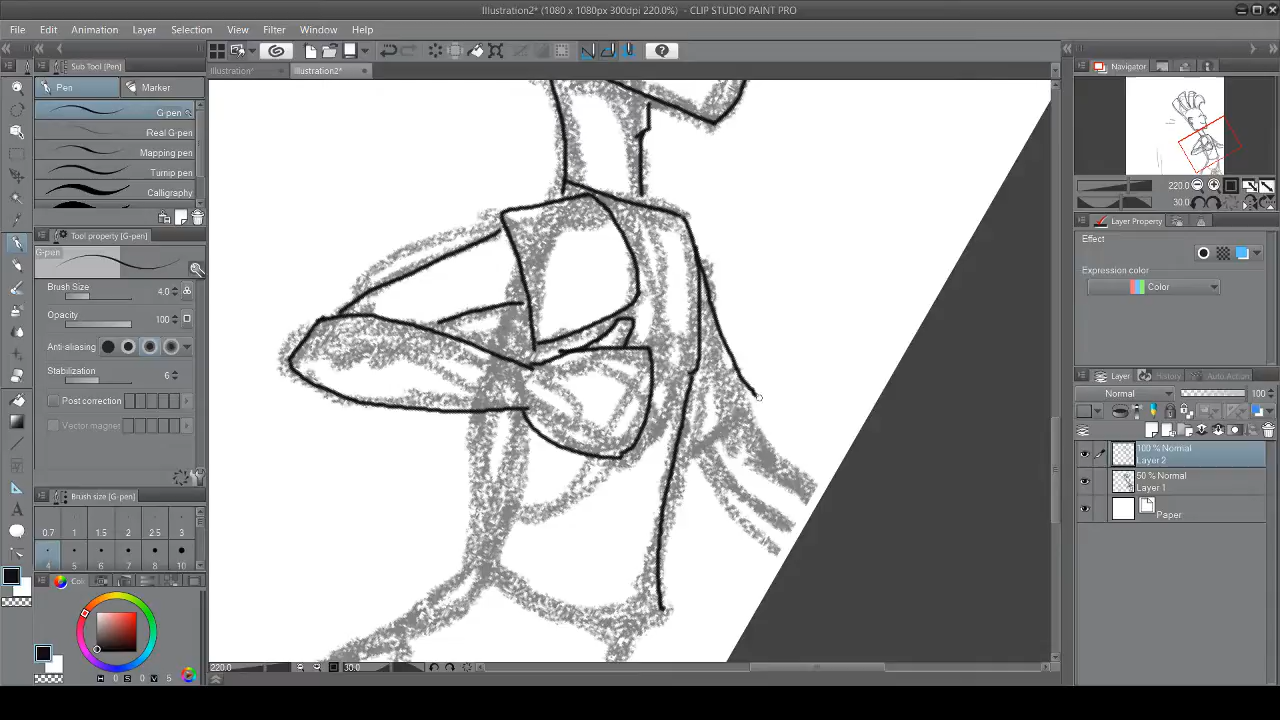 Illustration2* (1080 x 1080px 300dpi 220.0%) - CLIP STUDIO PAINT PRO
File Edit Animation Layer Selection View Filter Window Help
Sub Tool [Pen]
Illustration* Illustration2*
Navigator
Pen Marker
G-pen
Real G-pen
Mapping pen
Turnip pen
Calligraphy
220.0
30.0
Tool property [G-pen]
G-pen
Brush Size 4.0
Opacity 100
Anti-aliasing
Stabilization 6
Post correction
Vector magnet
Layer Property
Effect
Expression color
Color
Layer History Auto Action
Normal 100
100 % Normal
Layer 2
50 % Normal
Layer 1
Paper
Brush size [G-pen]
0.7 1 1.5 2 2.5 3
4 5 6 7 8 10
Col
H 0 S 0 V 5
220.0 30.0